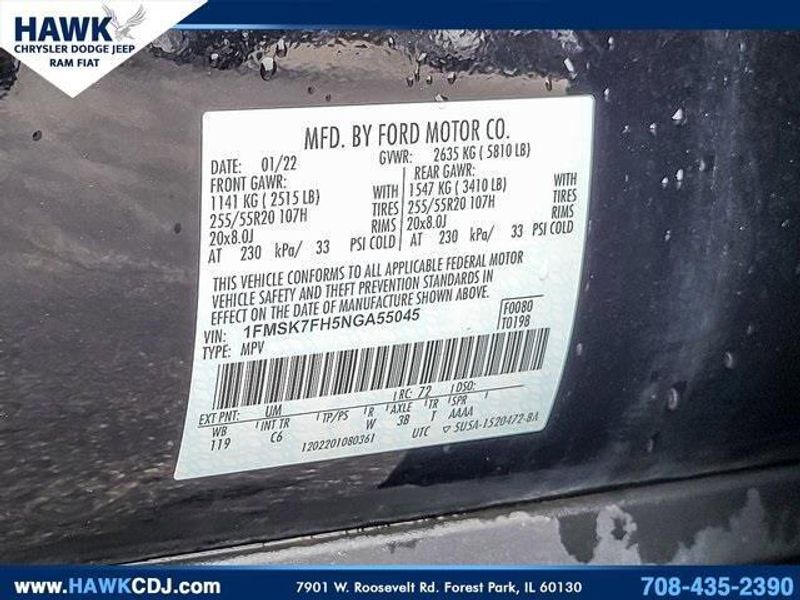 HAWK
CHRYSLER DODGE JEEP
RAM FIAT
MFD. BY FORD MOTOR CO.
DATE: 01/22 GVWR: 2635 KG ( 5810 LB)
FRONT GAWR: REAR GAWR:
1141 KG ( 2515 LB) WITH 1547 KG ( 3410 LB) WITH
255/55R20 107H TIRES 255/55R20 107H TIRES
20x8.0J RIMS 20x8.0J RIMS
AT 230 kPa/ 33 PSI COLD AT 230 kPa/ 33 PSI COLD
THIS VEHICLE CONFORMS TO ALL APPLICABLE FEDERAL MOTOR
VEHICLE SAFETY AND THEFT PREVENTION STANDARDS IN
EFFECT ON THE DATE OF MANUFACTURE SHOWN ABOVE.
VIN: 1FMSK7FH5NGA55045 F0080
TYPE: MPV T0198
EXT PNT: UM RC: 72 DSO:
WB INT TR TP/PS R AXLE TR SPR
119 C6 W 3B T AAAA
1202201080361 UTC ▽ 5U5A-1520472-BA
www.HAWKCDJ.com 7901 W. Roosevelt Rd. Forest Park, IL 60130 708-435-2390